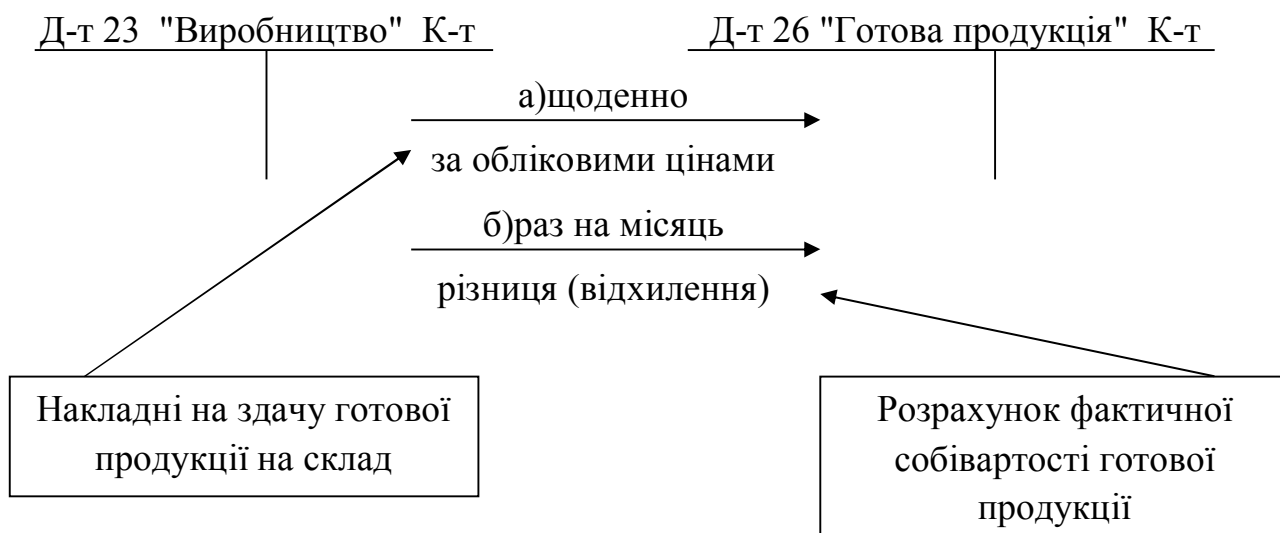 Д-т 23 "Виробництво" К-т
Д-т 26 "Готова продукція" К-т
а)щоденно
за обліковими цінами
б)раз на місяць
різниця (відхилення)
Накладні на здачу готової
продукції на склад
Розрахунок фактичної
собівартості готової
продукції